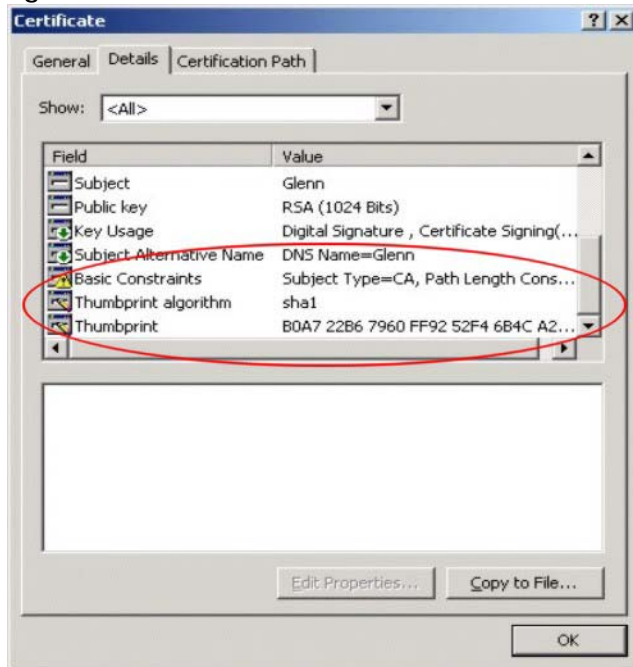 Certificate
General Details Certification Path
Show: <All>
Field Value
Subject Glenn
Public key RSA (1024 Bits)
Key Usage Digital Signature , Certificate Signing(...
Subject Alternative Name DNS Name=Glenn
Basic Constraints Subject Type=CA, Path Length Cons...
Thumbprint algorithm sha1
Thumbprint B0A7 22B6 7960 FF92 52F4 6B4C A2...
Edit Properties... Copy to File...
OK